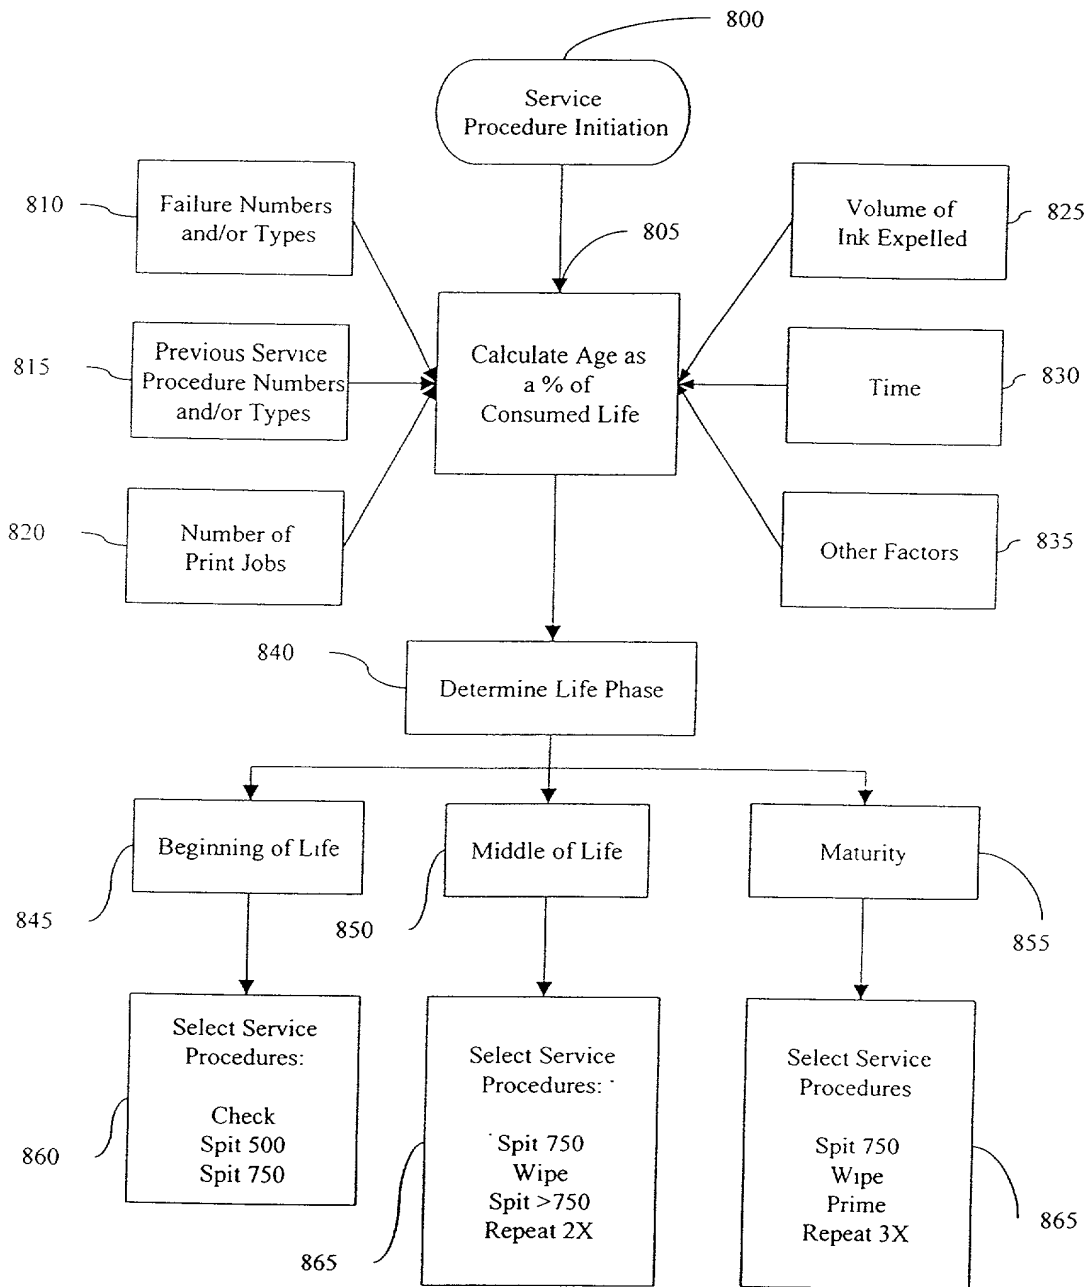 800
Service
Procedure Initiation
810
Failure Numbers
and/or Types
805
Volume of
Ink Expelled
825
815
Previous Service
Procedure Numbers
and/or Types
Calculate Age as
a % of
Consumed Life
Time
830
820
Number of
Print Jobs
Other Factors
835
840
Determine Life Phase
Beginning of Life
Middle of Life
Maturity
845
850
855
Select Service
Procedures:
Check
Spit 500
Spit 750
860
Select Service
Procedures:
Spit 750
Wipe
Spit >750
Repeat 2X
865
Select Service
Procedures
Spit 750
Wipe
Prime
Repeat 3X
865